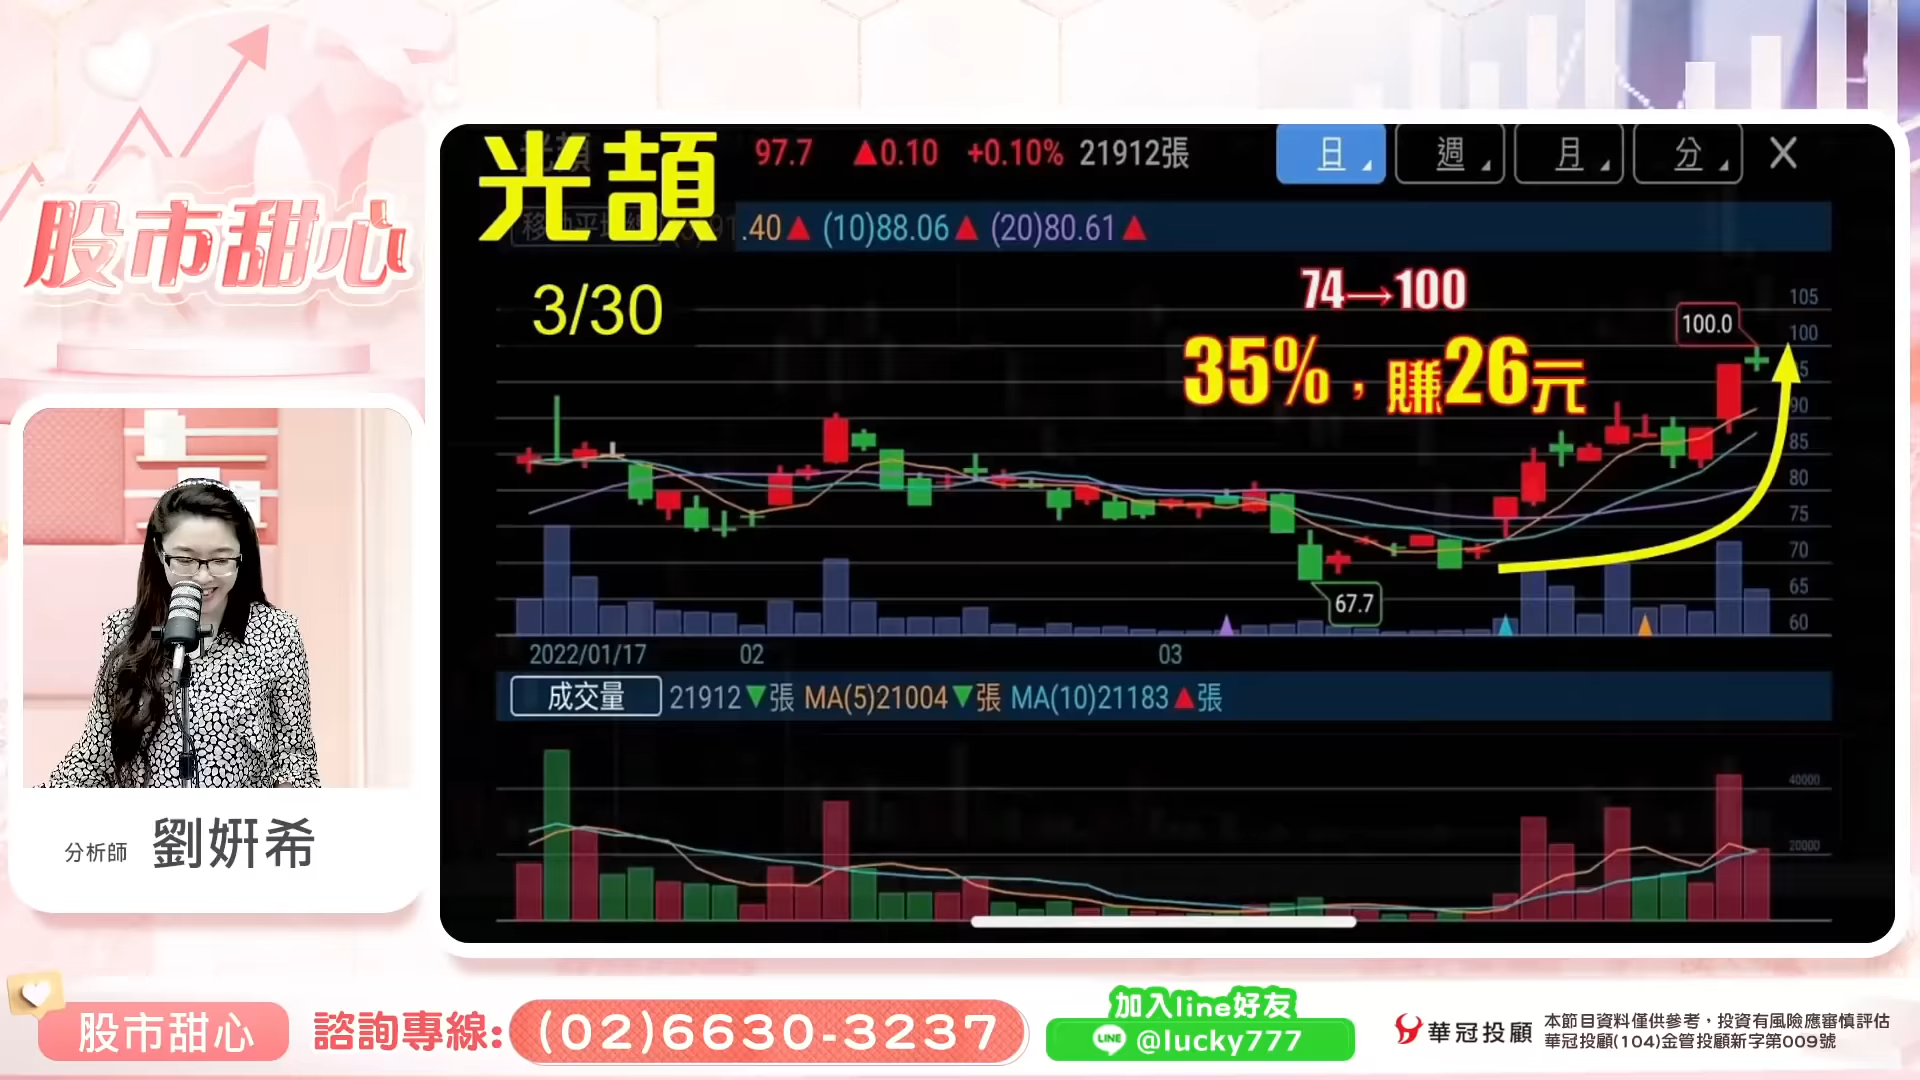 股市甜心
分析師 劉妍希
光頡
97.7 ▲0.10 +0.10% 21912張
日 週 月 分
.40▲ (10)88.06▲ (20)80.61▲
3/30
74→100
35%,賺26元
100.0
105
100
90
85
80
75
70
65
60
67.7
2022/01/17 02 03
成交量 21912▼張 MA(5)21004▼張 MA(10)21183▲張
40000
20000
股市甜心 諮詢專線:(02)6630-3237
加入line好友
LINE @lucky777
華冠投顧
本節目資料僅供參考,投資有風險應審慎評估
華冠投顧(104)金管投顧新字第009號